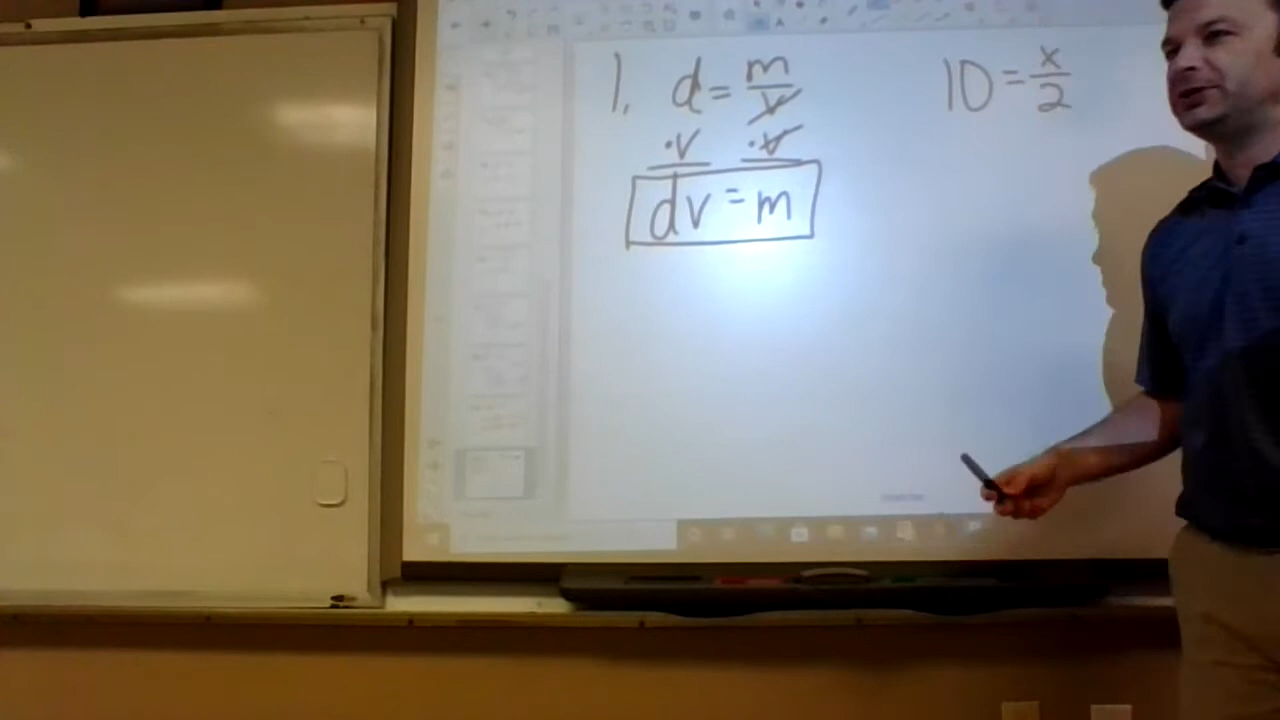 1. d = m/v
·v ·v
dv = m
10 = x/2